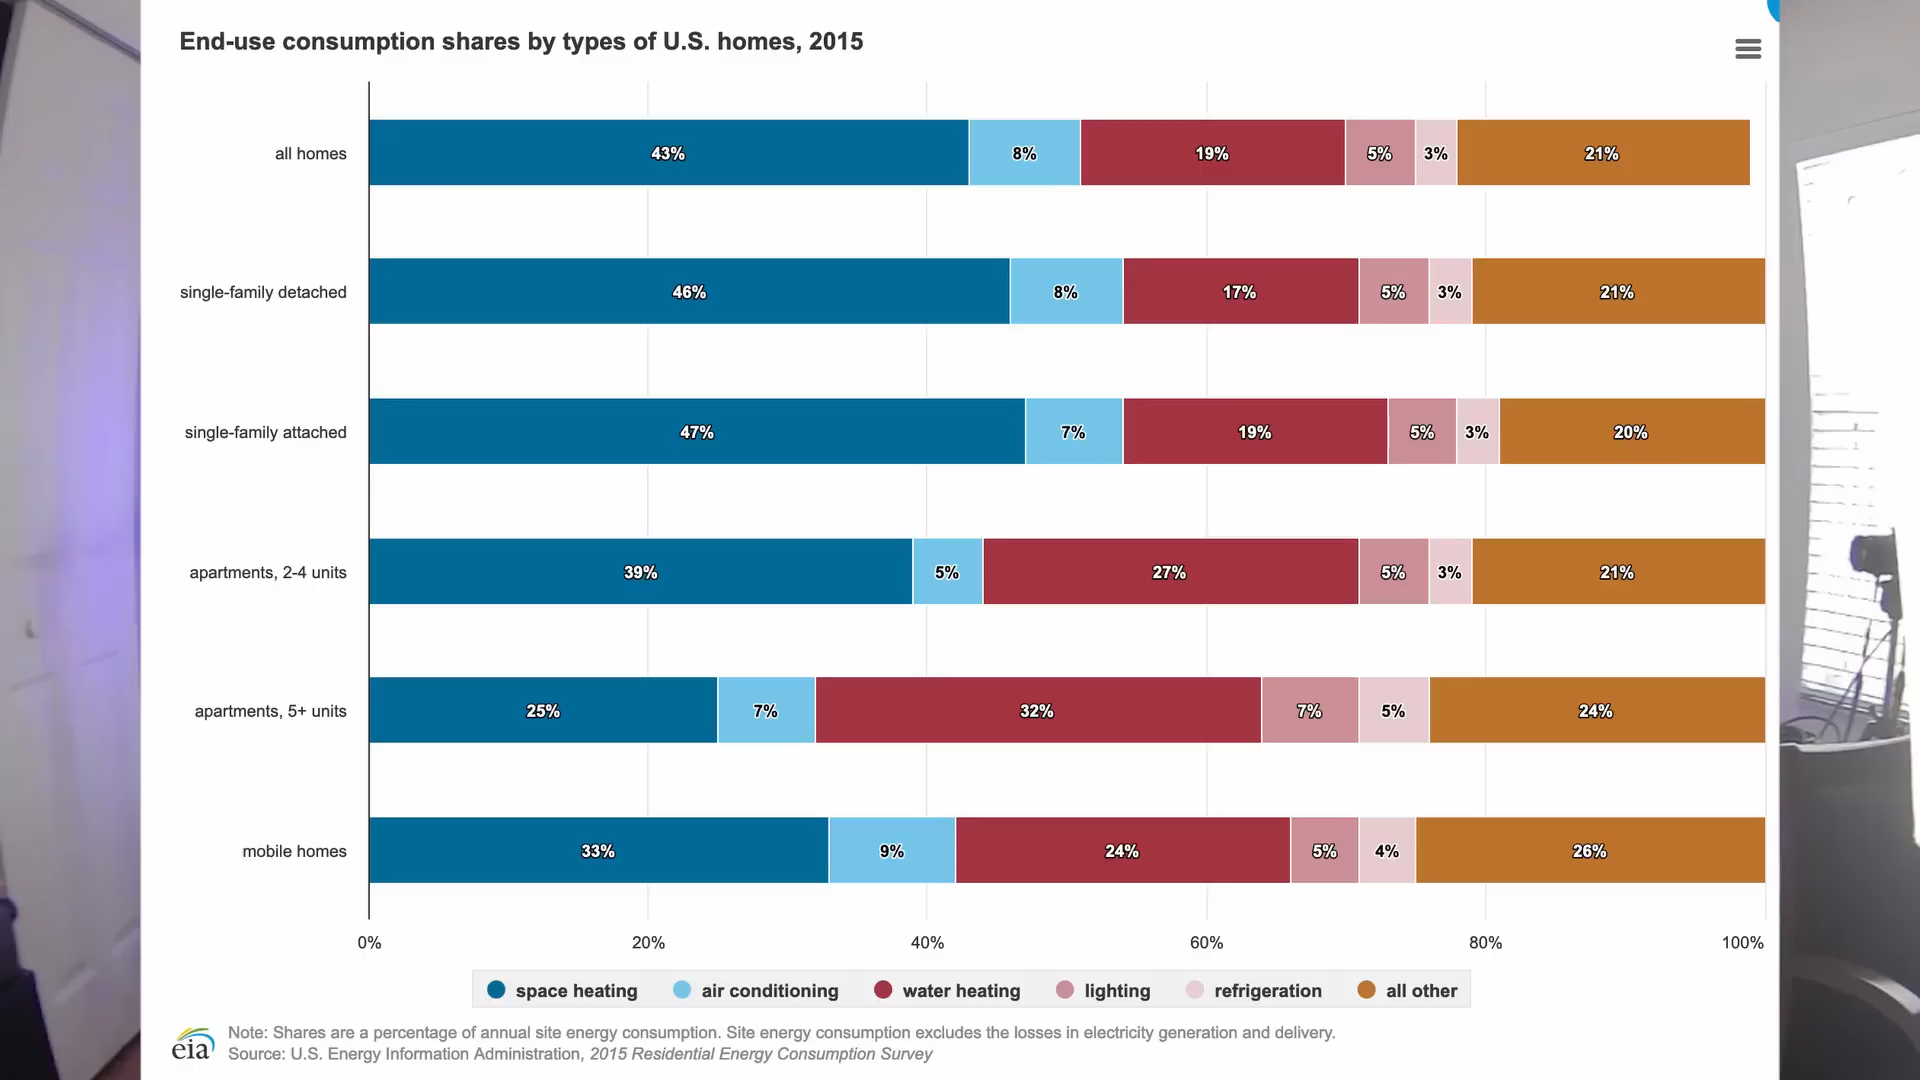 End-use consumption shares by types of U.S. homes, 2015
all homes 43% 8% 19% 5% 3% 21%
single-family detached 46% 8% 17% 5% 3% 21%
single-family attached 47% 7% 19% 5% 3% 20%
apartments, 2-4 units 39% 5% 27% 5% 3% 21%
apartments, 5+ units 25% 7% 32% 7% 5% 24%
mobile homes 33% 9% 24% 5% 4% 26%
0% 20% 40% 60% 80% 100%
space heating air conditioning water heating lighting refrigeration all other
eia Note: Shares are a percentage of annual site energy consumption. Site energy consumption excludes the losses in electricity generation and delivery.
Source: U.S. Energy Information Administration, 2015 Residential Energy Consumption Survey